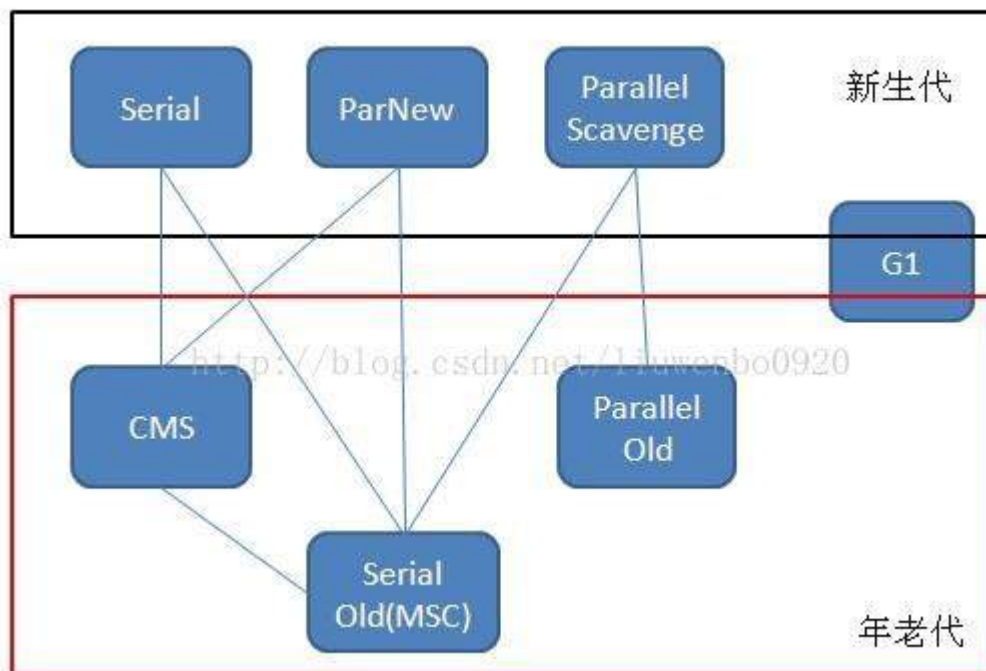 Serial
ParNew
Parallel
Scavenge
新生代
G1
http://blog.csdn.net/liuwenbo0920
CMS
Parallel
Old
Serial
Old(MSC)
年老代